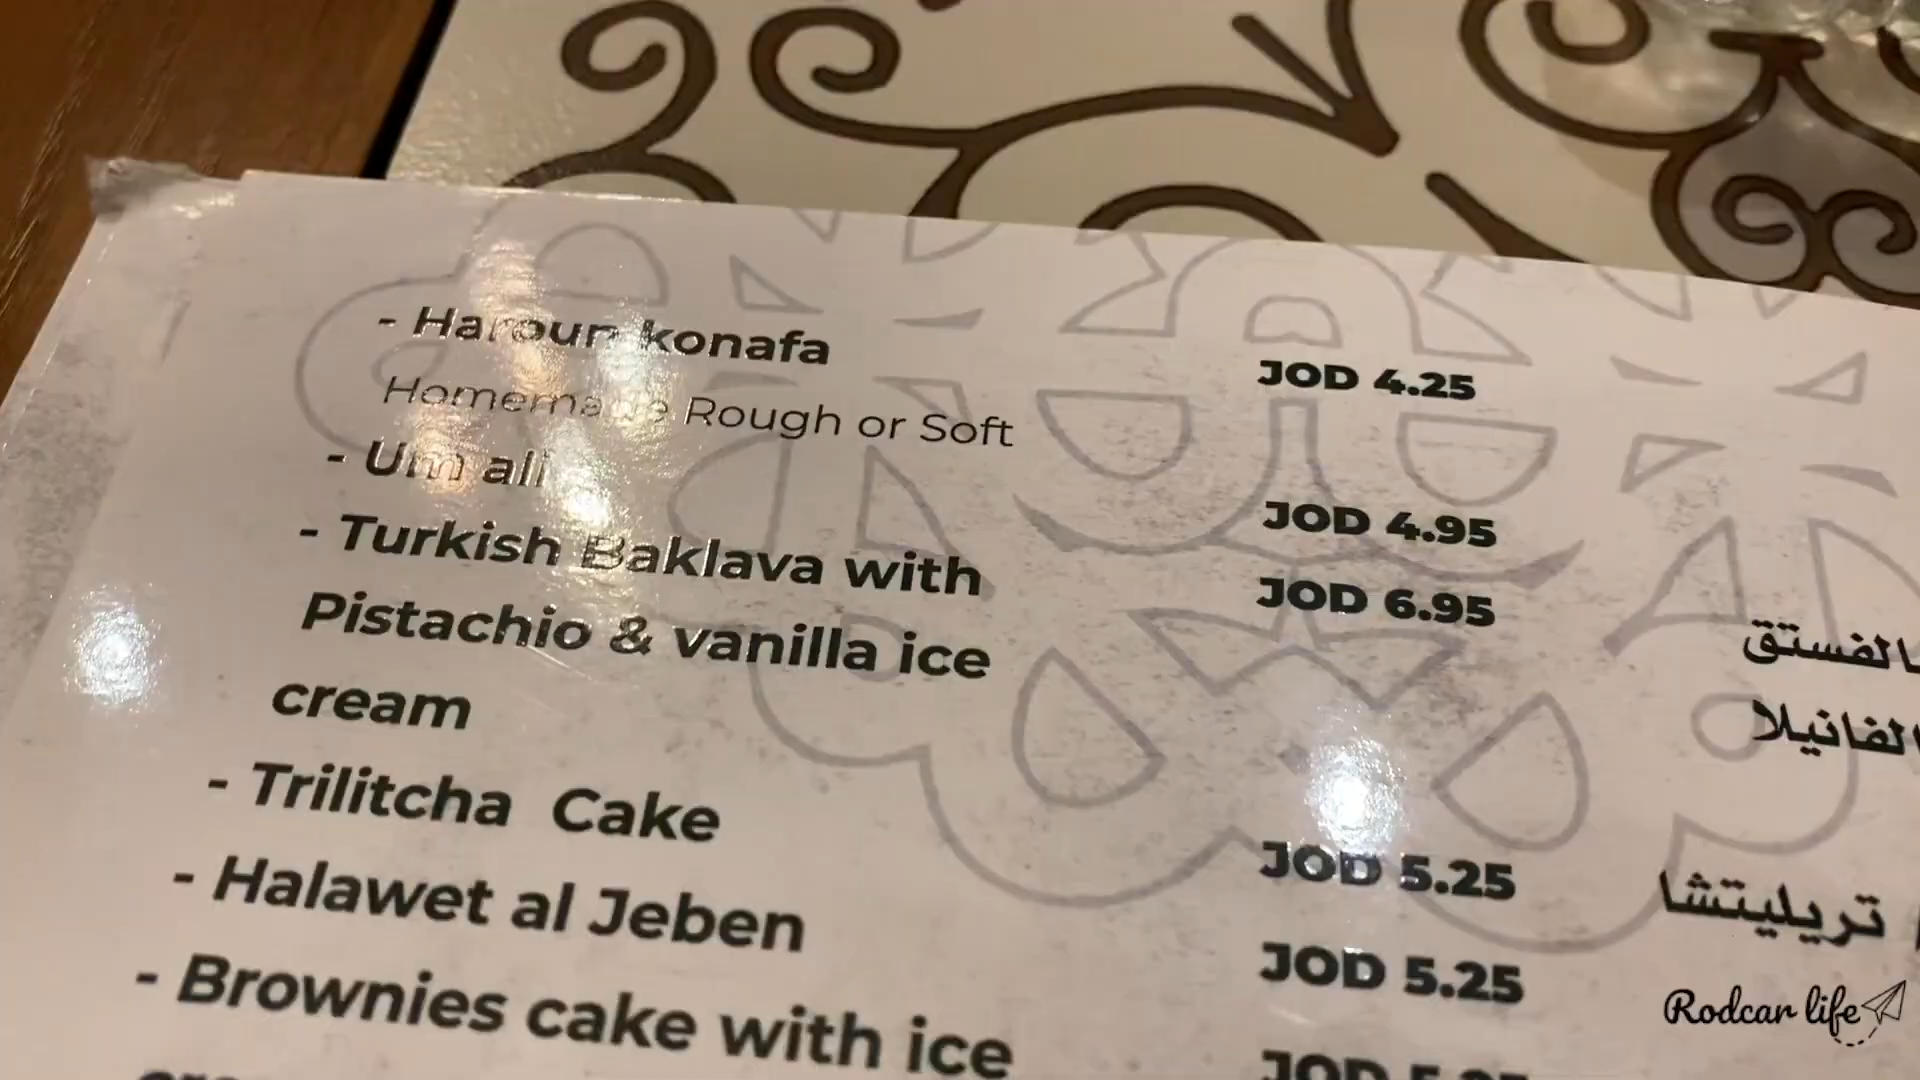 - Haroun konafa JOD 4.25
Homemade Rough or Soft
- Um ali JOD 4.95
- Turkish Baklava with JOD 6.95
Pistachio & vanilla ice
بالفستق
cream
الفانيلا
- Trilitcha Cake JOD 5.25
تريليتشا
- Halawet al Jeben JOD 5.25
- Brownies cake with ice JOD
Rodcar life